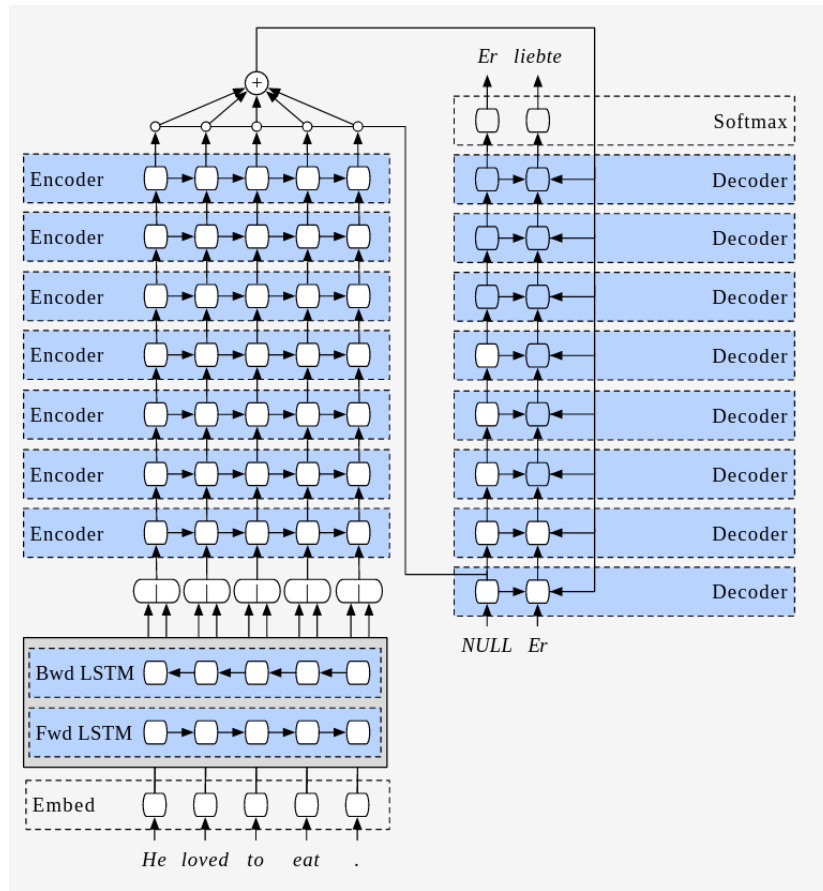 Er liebte
Softmax
Encoder
Encoder
Encoder
Encoder
Encoder
Encoder
Encoder
Decoder
Decoder
Decoder
Decoder
Decoder
Decoder
Decoder
Decoder
NULL Er
Bwd LSTM
Fwd LSTM
Embed
He loved to eat .